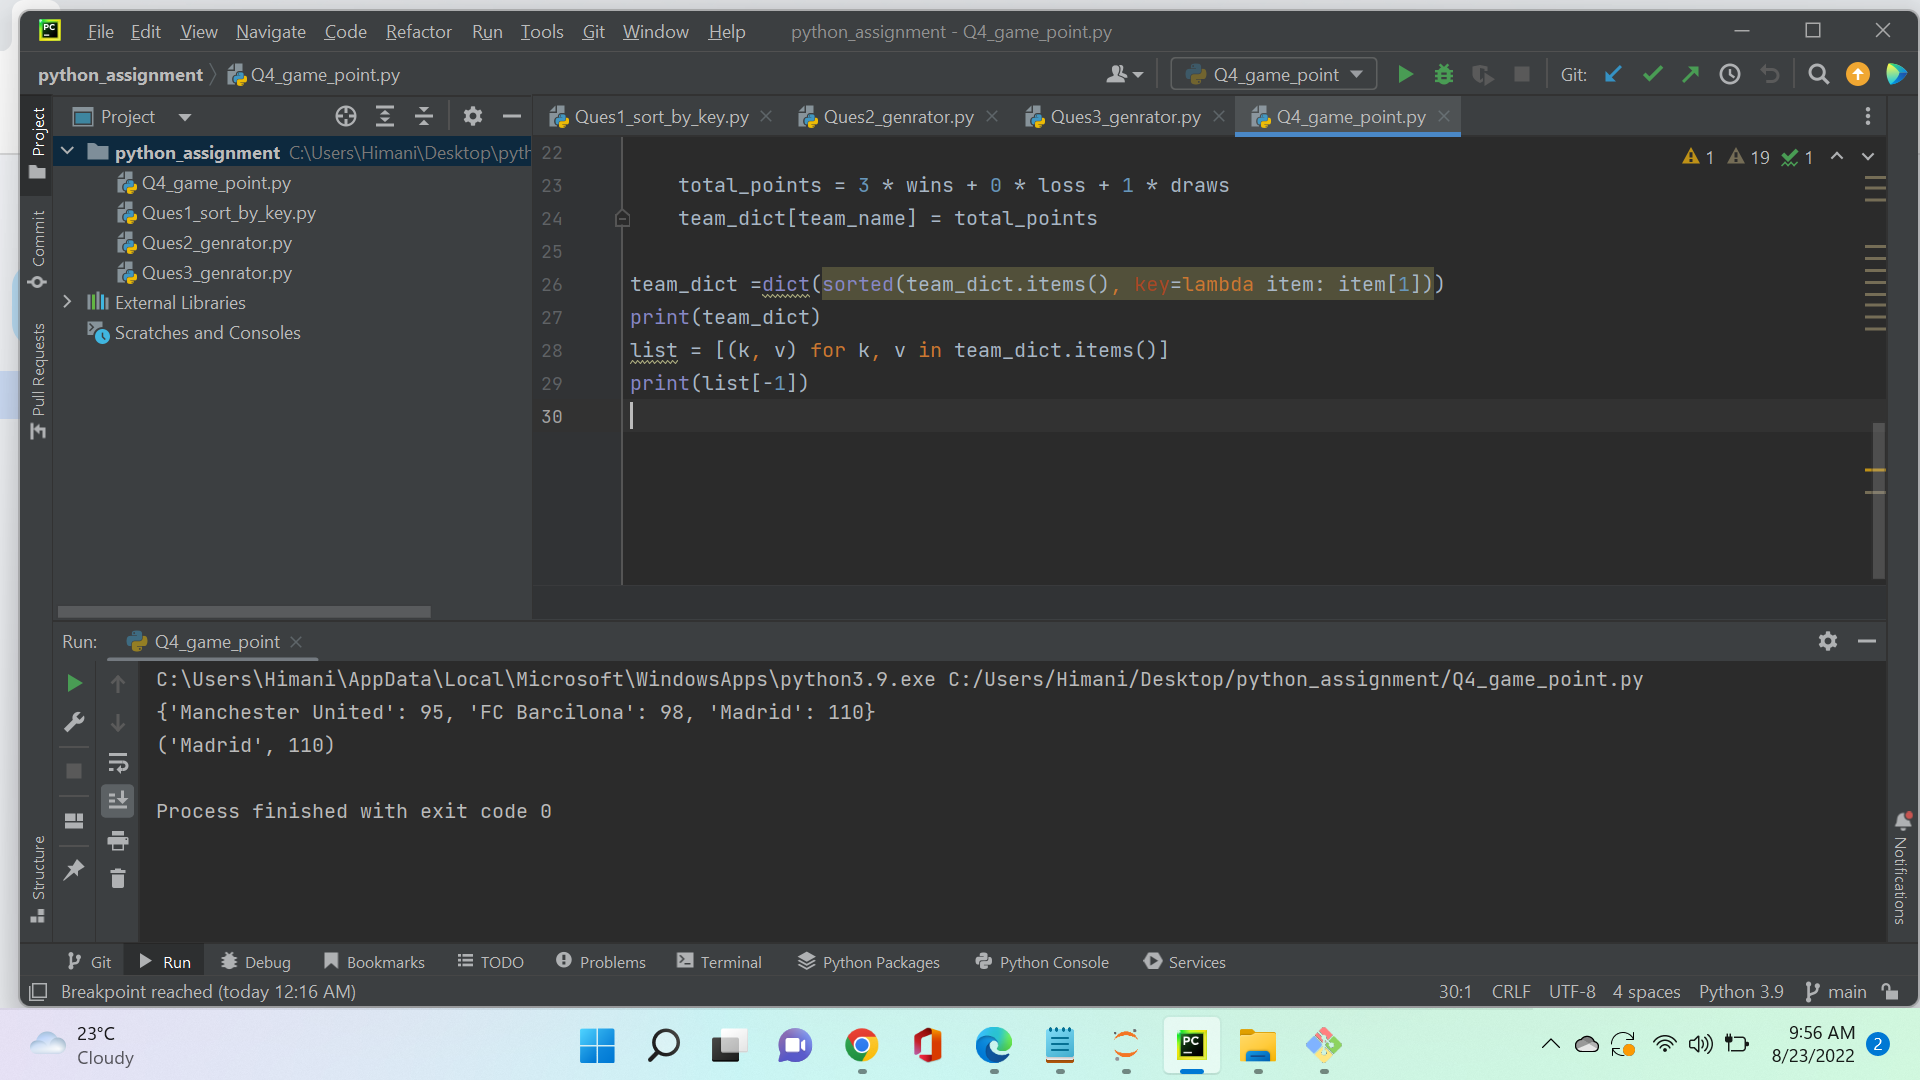 PC File Edit View Navigate Code Refactor Run Tools Git Window Help python_assignment - Q4_game_point.py
python_assignment Q4_game_point.py Q4_game_point Git:
Project
Ques1_sort_by_key.py Ques2_genrator.py Ques3_genrator.py Q4_game_point.py
python_assignment C:\Users\Himani\Desktop\pyth
Q4_game_point.py
Ques1_sort_by_key.py
Ques2_genrator.py
Ques3_genrator.py
External Libraries
Scratches and Consoles
Project
Commit
Pull Requests
Structure
1 19 1
22
23 total_points = 3 * wins + 0 * loss + 1 * draws
24 team_dict[team_name] = total_points
25
26 team_dict =dict(sorted(team_dict.items(), key=lambda item: item[1]))
27 print(team_dict)
28 list = [(k, v) for k, v in team_dict.items()]
29 print(list[-1])
30
Run: Q4_game_point
C:\Users\Himani\AppData\Local\Microsoft\WindowsApps\python3.9.exe C:/Users/Himani/Desktop/python_assignment/Q4_game_point.py
{'Manchester United': 95, 'FC Barcilona': 98, 'Madrid': 110}
('Madrid', 110)
Process finished with exit code 0
Notifications
Git Run Debug Bookmarks TODO Problems Terminal Python Packages Python Console Services
Breakpoint reached (today 12:16 AM) 30:1 CRLF UTF-8 4 spaces Python 3.9 main
23°C
Cloudy
PC
9:56 AM
8/23/2022
2